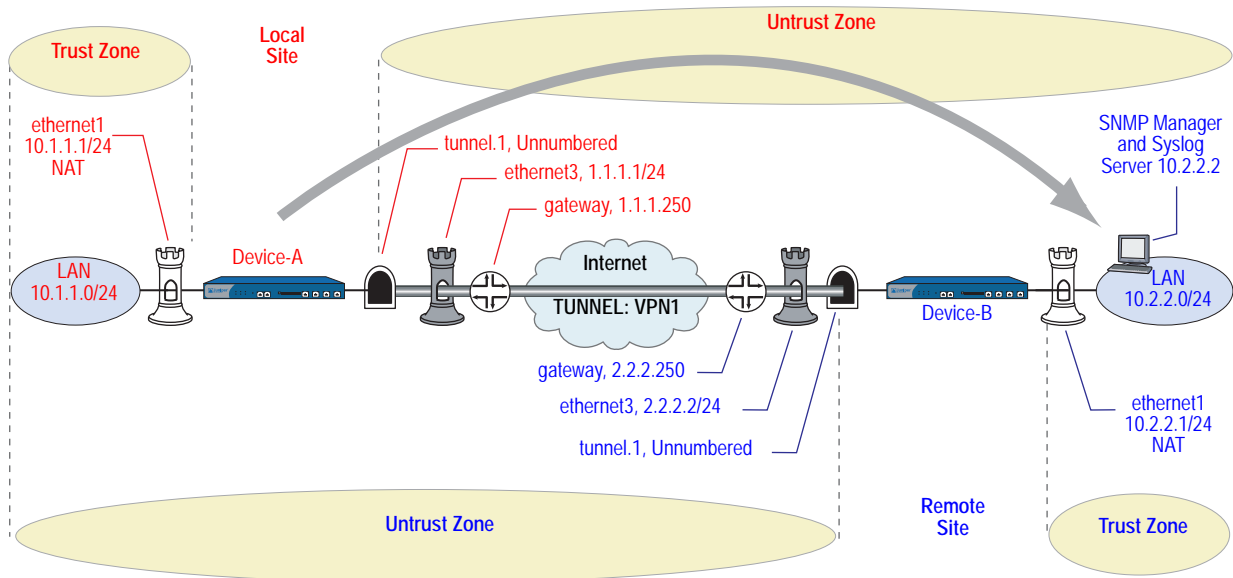 Untrust Zone
Trust Zone
Local
Site
ethernet1
10.1.1.1/24
NAT
tunnel.1, Unnumbered
ethernet3, 1.1.1.1/24
gateway, 1.1.1.250
SNMP Manager
and Syslog
Server 10.2.2.2
LAN
10.1.1.0/24
Device-A
Internet
TUNNEL: VPN1
Device-B
LAN
10.2.2.0/24
gateway, 2.2.2.250
ethernet3, 2.2.2.2/24
tunnel.1, Unnumbered
ethernet1
10.2.2.1/24
NAT
Untrust Zone
Remote
Site
Trust Zone